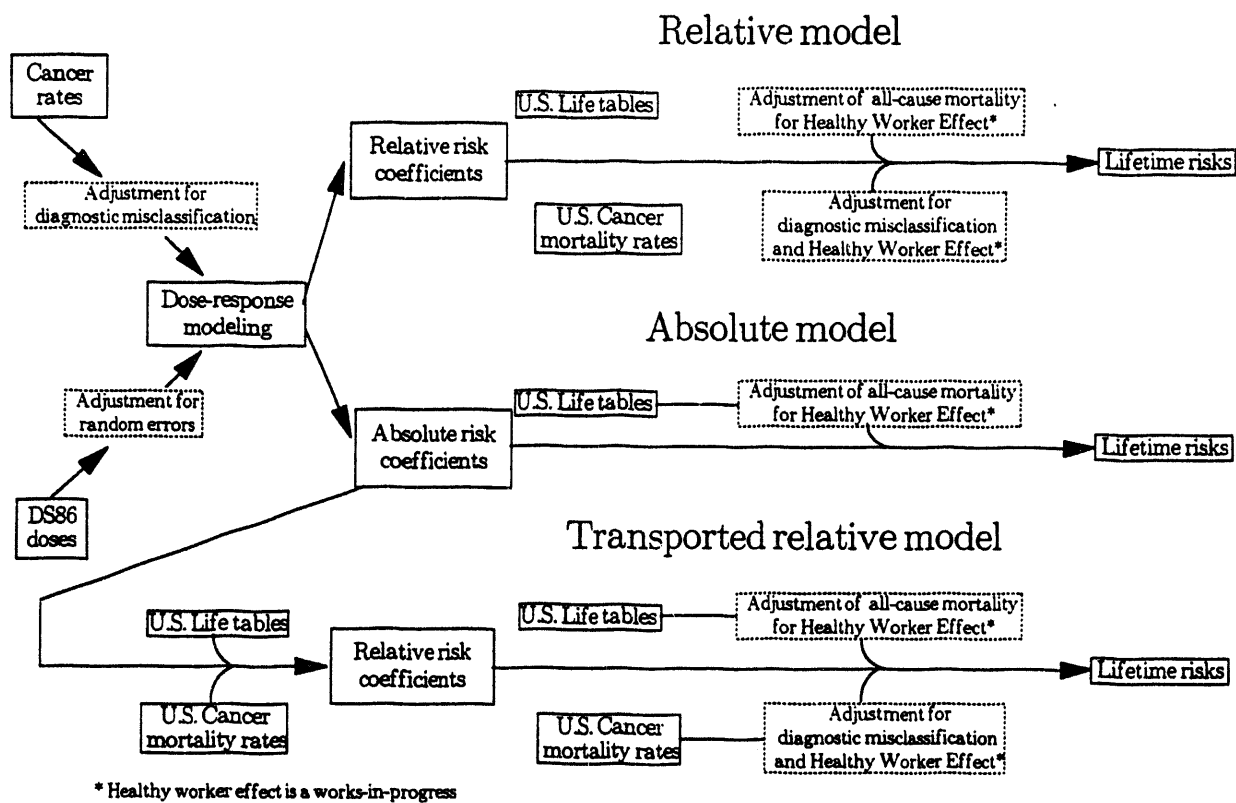 Relative model
Cancer
rates
Adjustment for
diagnostic misclassification
Dose-response
modeling
Adjustment for
random errors
DS86
doses
Relative risk
coefficients
U.S. Life tables
Adjustment of all-cause mortality
for Healthy Worker Effect*
U.S. Cancer
mortality rates
Adjustment for
diagnostic misclassification
and Healthy Worker Effect*
Lifetime risks
Absolute model
Absolute risk
coefficients
U.S. Life tables
Adjustment of all-cause mortality
for Healthy Worker Effect*
Lifetime risks
Transported relative model
U.S. Life tables
U.S. Cancer
mortality rates
Relative risk
coefficients
U.S. Life tables
Adjustment of all-cause mortality
for Healthy Worker Effect*
U.S. Cancer
mortality rates
Adjustment for
diagnostic misclassification
and Healthy Worker Effect*
Lifetime risks
* Healthy worker effect is a works-in-progress